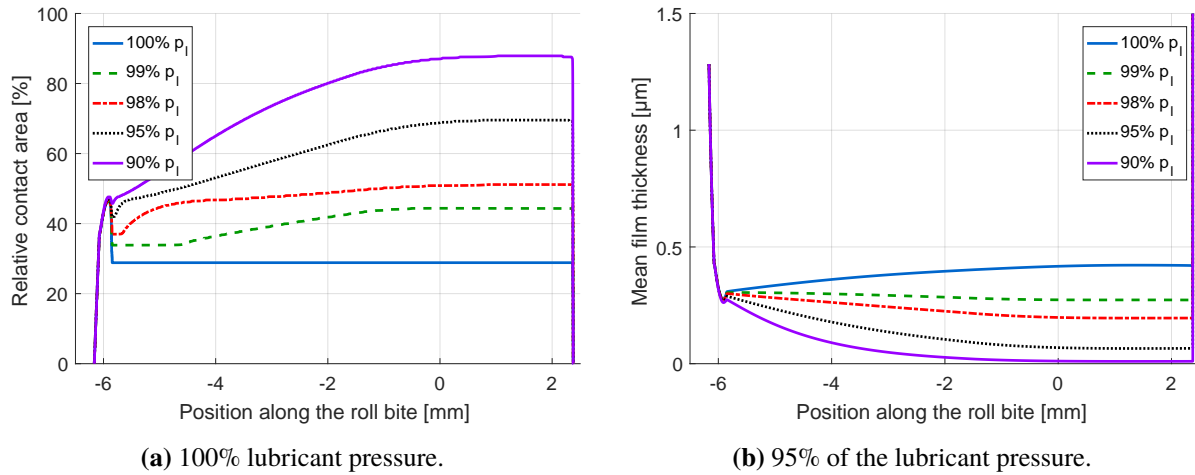 100
80
60
40
20
0
Relative contact area [%]
100% p_l
99% p_l
98% p_l
95% p_l
90% p_l
-6 -4 -2 0 2
Position along the roll bite [mm]
(a) 100% lubricant pressure.
1.5
1
0.5
0
Mean film thickness [µm]
100% p_l
99% p_l
98% p_l
95% p_l
90% p_l
-6 -4 -2 0 2
Position along the roll bite [mm]
(b) 95% of the lubricant pressure.